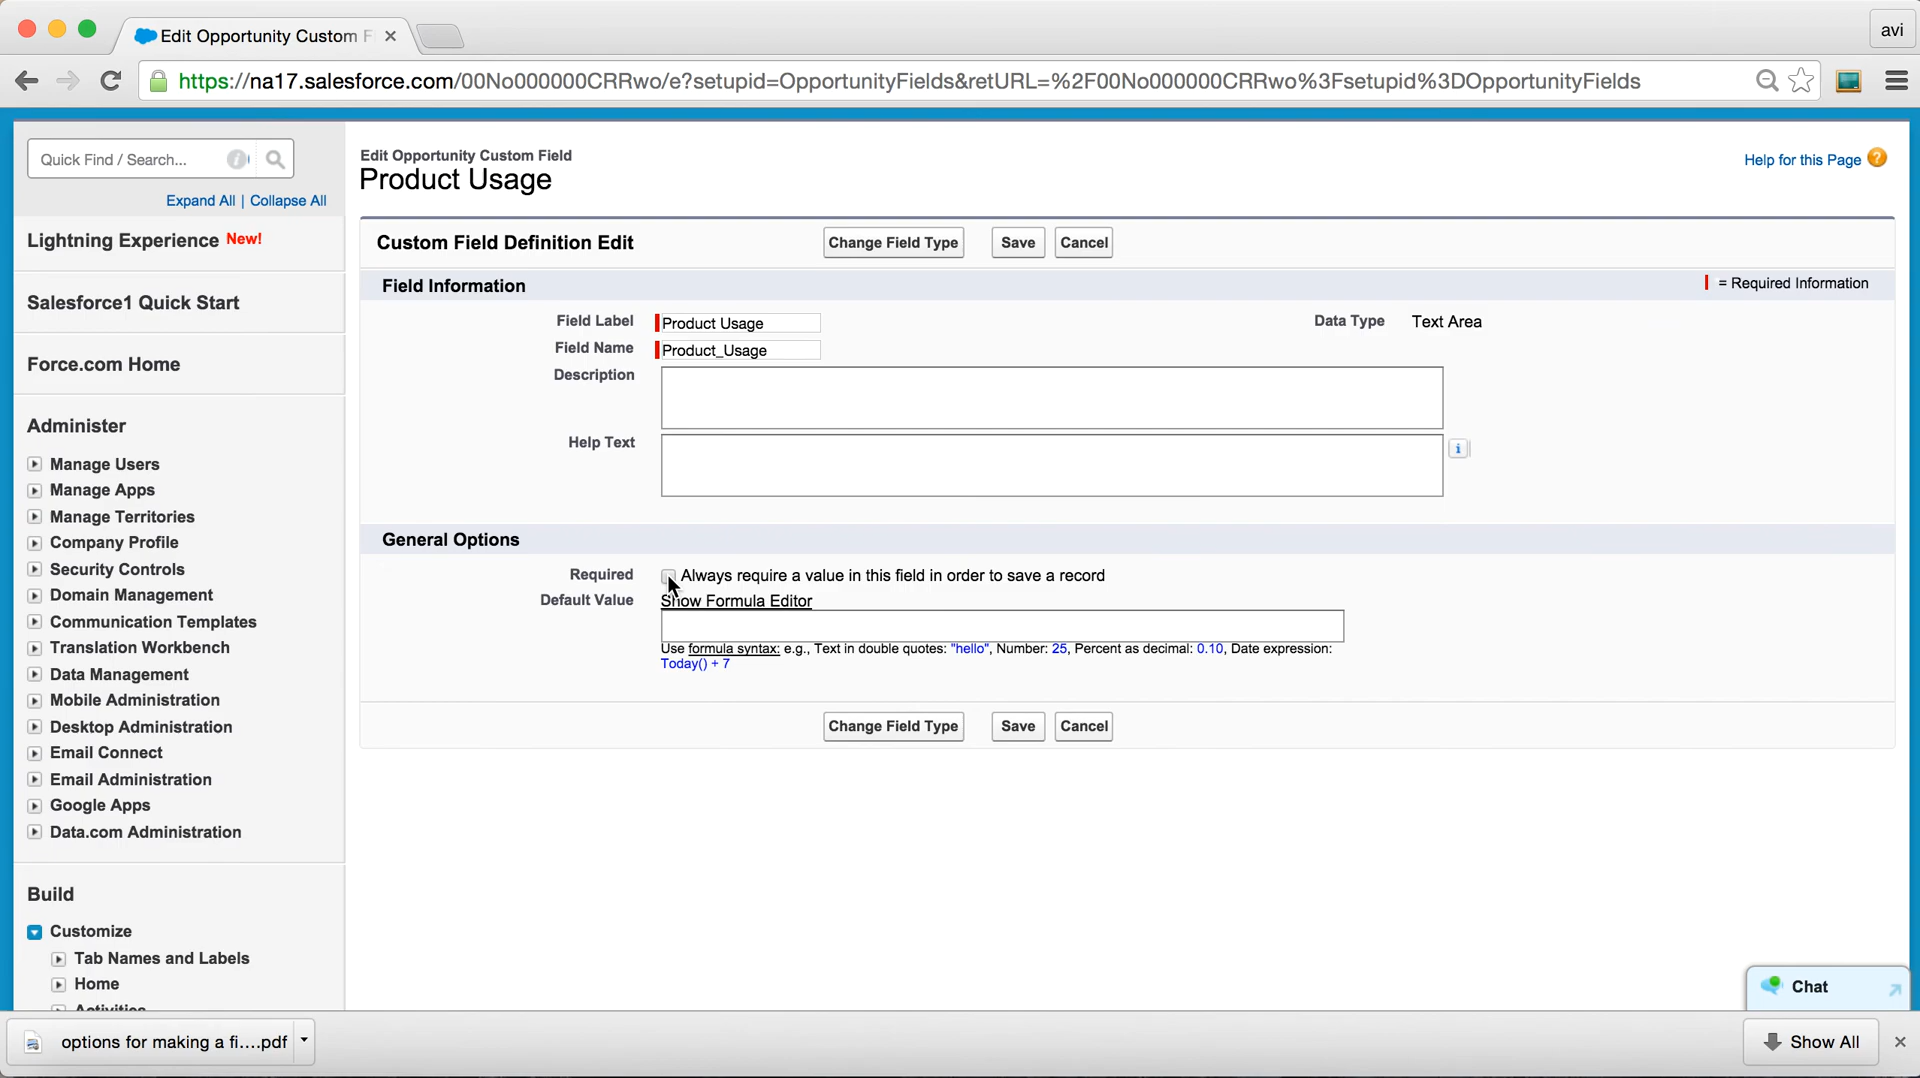 Edit Opportunity Custom F
avi
https://na17.salesforce.com/00No000000CRRwo/e?setupid=OpportunityFields&retURL=%2F00No000000CRRwo%3Fsetupid%3DOpportunityFields
Quick Find / Search...
Expand All | Collapse All
Lightning Experience New!
Salesforce1 Quick Start
Force.com Home
Administer
Manage Users
Manage Apps
Manage Territories
Company Profile
Security Controls
Domain Management
Communication Templates
Translation Workbench
Data Management
Mobile Administration
Desktop Administration
Email Connect
Email Administration
Google Apps
Data.com Administration
Build
Customize
Tab Names and Labels
Home
Activities
Edit Opportunity Custom Field
Product Usage
Help for this Page ?
Custom Field Definition Edit
Change Field Type
Save
Cancel
Field Information
= Required Information
Field Label Product Usage
Data Type Text Area
Field Name Product_Usage
Description
Help Text
i
General Options
Required Always require a value in this field in order to save a record
Default Value Show Formula Editor
Use formula syntax: e.g., Text in double quotes: "hello", Number: 25, Percent as decimal: 0.10, Date expression:
Today() + 7
Change Field Type
Save
Cancel
Chat
options for making a fi....pdf
Show All